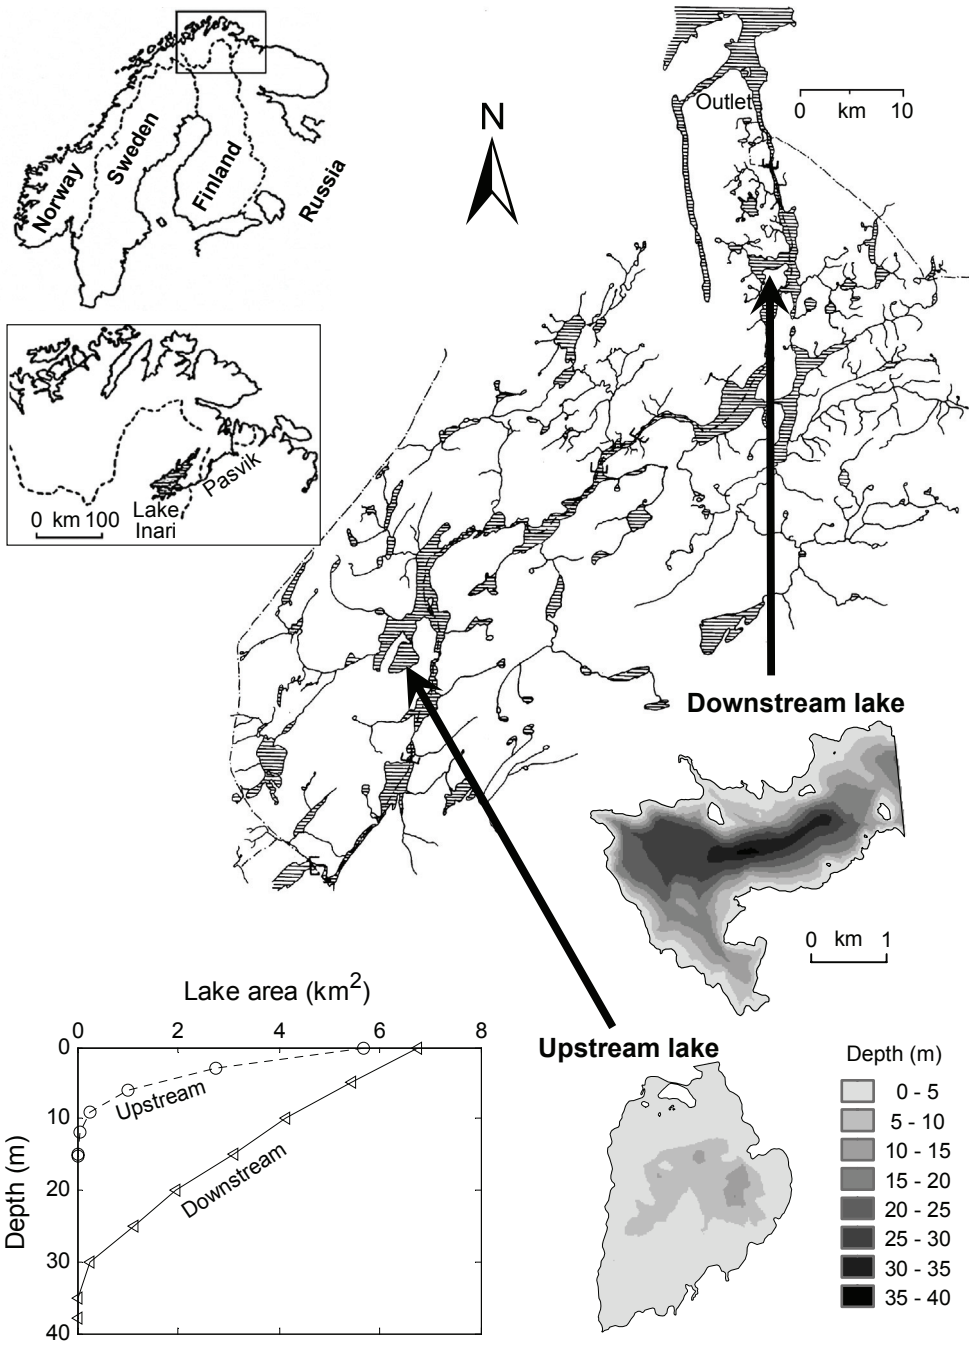 Norway
Sweden
Finland
Russia
N
Outlet
0 km 10
Pasvik
Lake
Inari
0 km 100
Downstream lake
0 km 1
Upstream lake
Depth (m)
0 - 5
5 - 10
10 - 15
15 - 20
20 - 25
25 - 30
30 - 35
35 - 40
Lake area (km2)
0 2 4 6 8
0
10
20
30
40
Depth (m)
Upstream
Downstream